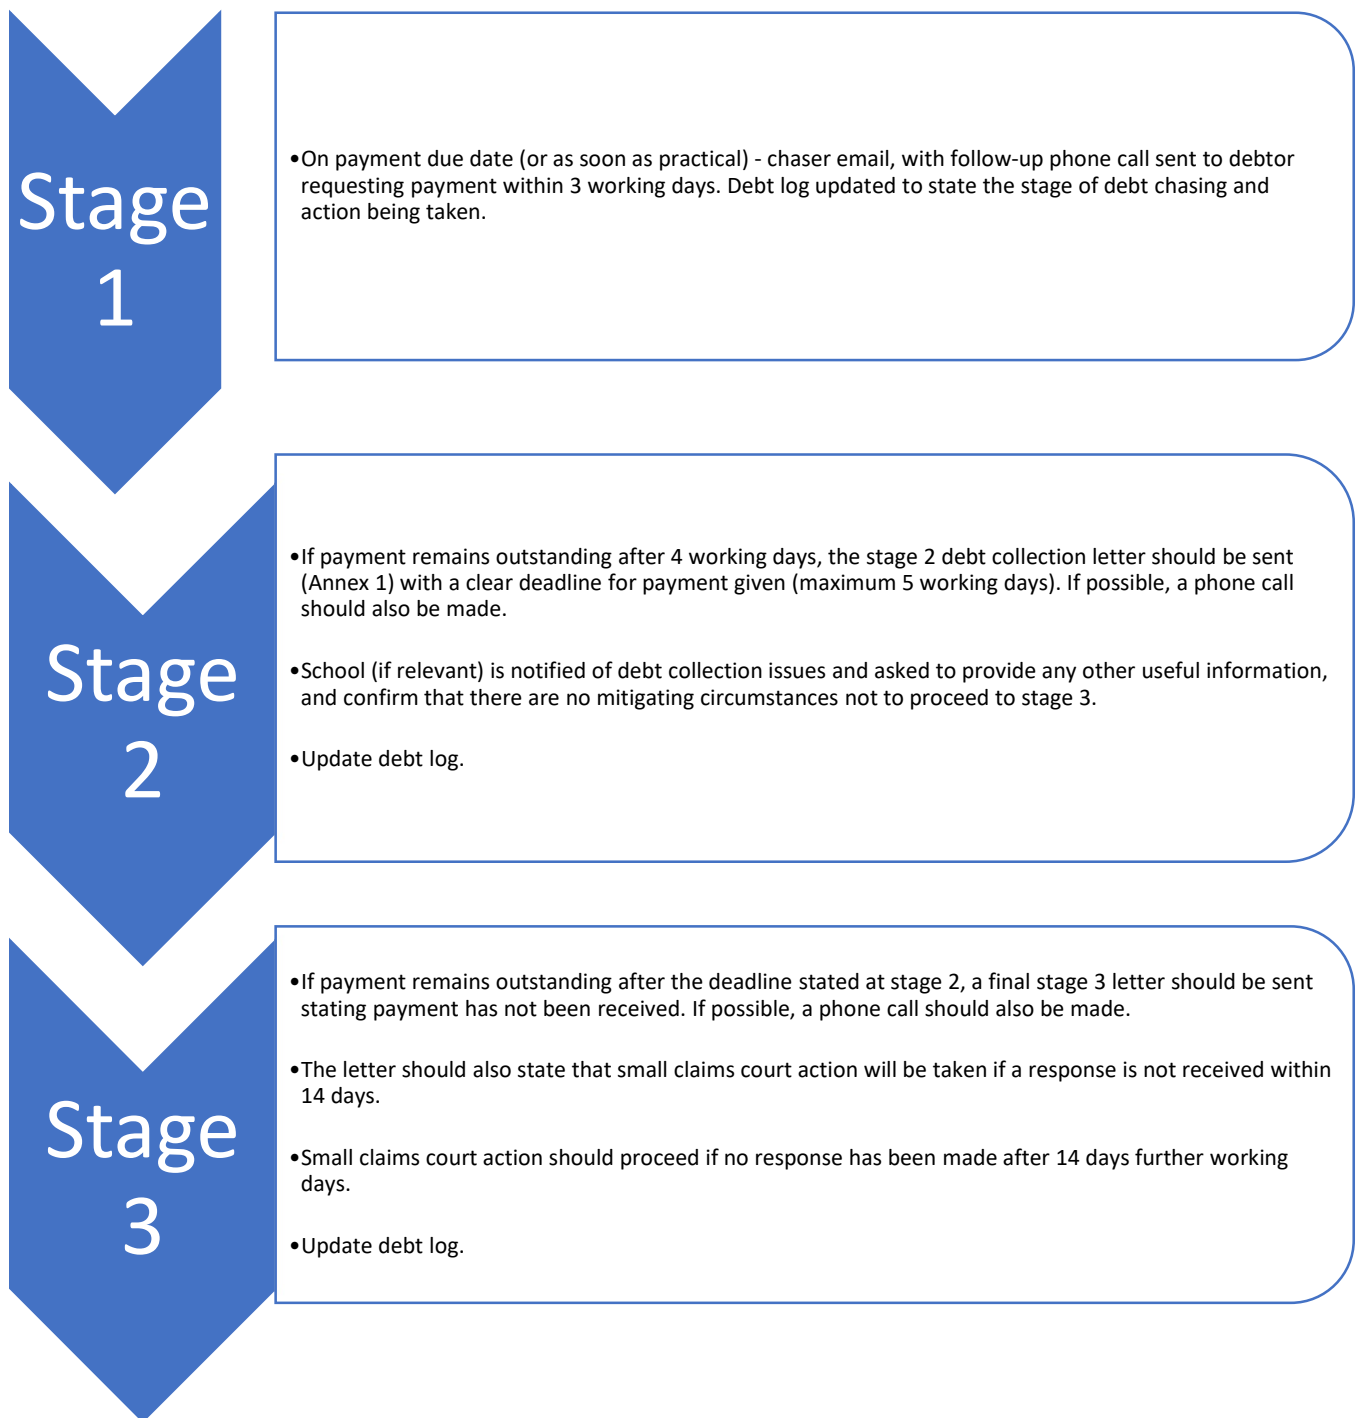 Stage
1
•On payment due date (or as soon as practical) - chaser email, with follow-up phone call sent to debtor
requesting payment within 3 working days. Debt log updated to state the stage of debt chasing and
action being taken.
Stage
2
•If payment remains outstanding after 4 working days, the stage 2 debt collection letter should be sent
(Annex 1) with a clear deadline for payment given (maximum 5 working days). If possible, a phone call
should also be made.
•School (if relevant) is notified of debt collection issues and asked to provide any other useful information,
and confirm that there are no mitigating circumstances not to proceed to stage 3.
•Update debt log.
Stage
3
•If payment remains outstanding after the deadline stated at stage 2, a final stage 3 letter should be sent
stating payment has not been received. If possible, a phone call should also be made.
•The letter should also state that small claims court action will be taken if a response is not received within
14 days.
•Small claims court action should proceed if no response has been made after 14 days further working
days.
•Update debt log.